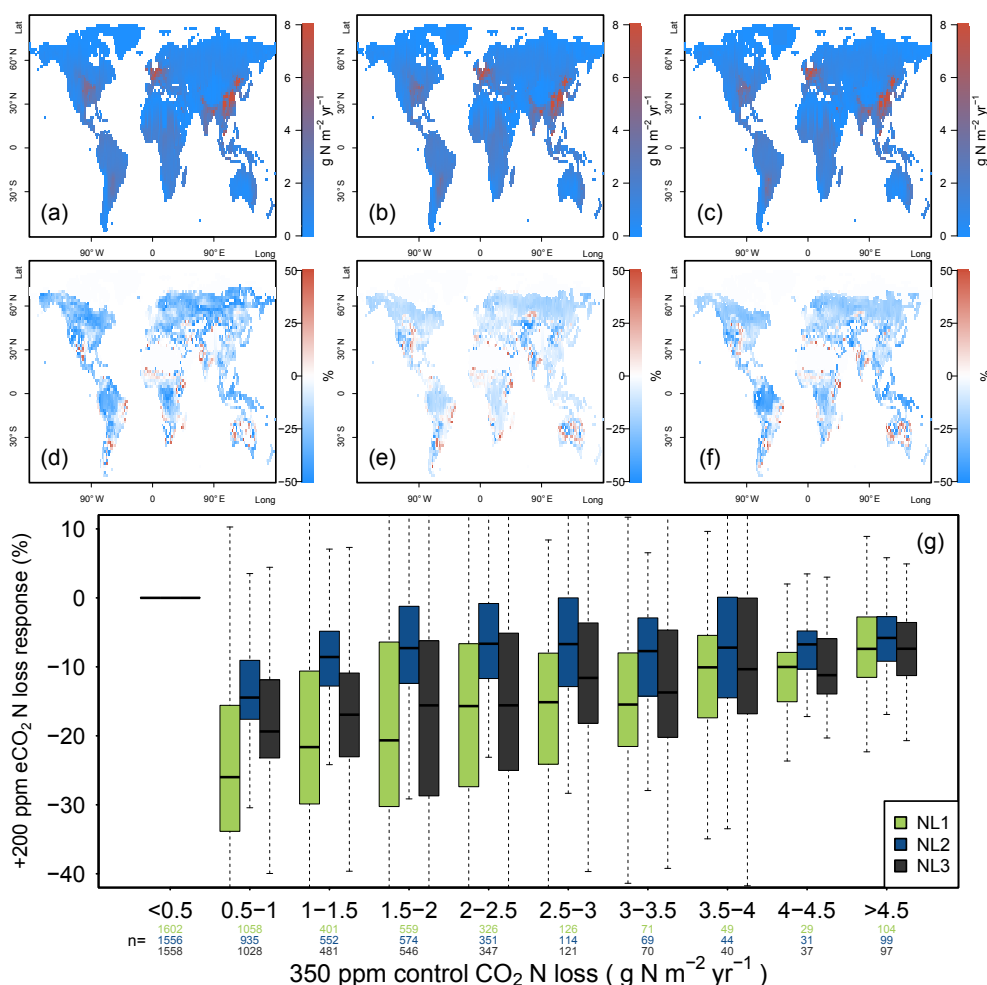 Lat
60° N
30° N
0
30° S
90° W 0 90° E Long
(a)
8
6
4
2
0
g N m⁻² yr⁻¹
Lat
60° N
30° N
0
30° S
90° W 0 90° E Long
(b)
8
6
4
2
0
g N m⁻² yr⁻¹
Lat
60° N
30° N
0
30° S
90° W 0 90° E Long
(c)
8
6
4
2
0
g N m⁻² yr⁻¹
Lat
60° N
30° N
0
30° S
90° W 0 90° E Long
(d)
50
25
0
−25
−50
%
Lat
60° N
30° N
0
30° S
90° W 0 90° E Long
(e)
50
25
0
−25
−50
%
Lat
60° N
30° N
0
30° S
90° W 0 90° E Long
(f)
50
25
0
−25
−50
%
(g)
+200 ppm eCO₂ N loss response (%)
10
0
−10
−20
−30
−40
NL1
NL2
NL3
<0.5 0.5−1 1−1.5 1.5−2 2−2.5 2.5−3 3−3.5 3.5−4 4−4.5 >4.5
1602 1058 401 559 326 126 71 49 29 104
n= 1556 935 552 574 351 114 69 44 31 99
1558 1028 481 546 347 121 70 40 37 97
350 ppm control CO₂ N loss ( g N m⁻² yr⁻¹ )